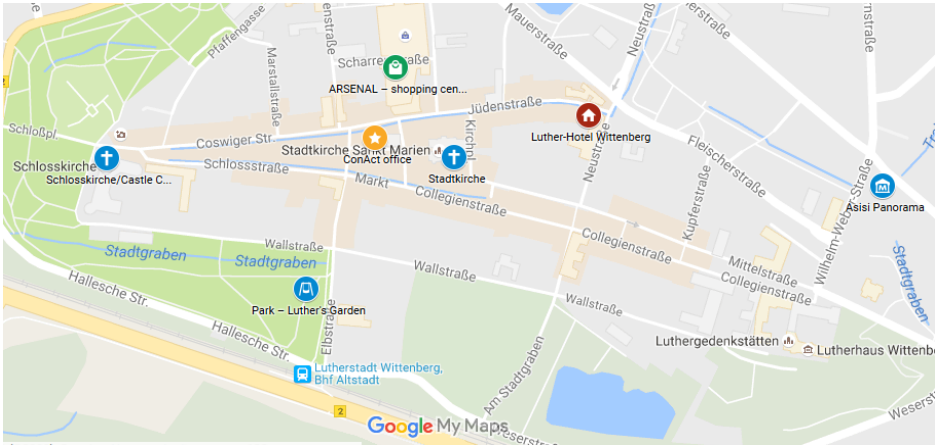 Pfaffengasse
Marstallstraße
Scharrenstraße
ARSENAL – shopping cen...
Mauerstraße
Neustraße
Jüdenstraße
Luther-Hotel Wittenberg
Schloßpl.
Coswiger Str.
Stadtkirche Sankt Marien
ConAct office
Kirchpl
Fleischerstraße
Schlosskirche
Schlosskirche/Castle C...
Schlossstraße
Stadtkirche
Neustraße
Markt
Collegienstraße
Asisi Panorama
Kupferstraße
Wilhelm-Weber-Straße
Wallstraße
Collegienstraße
Stadtgraben
Stadtgraben
Wallstraße
Mittelstraße
Collegienstraße
Stadtgraben
Hallesche Str.
Park – Luther's Garden
Wallstraße
Elbstraße
Hallesche Str.
Am Stadtgraben
Luthergedenkstätten
Lutherhaus Wittenb
Lutherstadt Wittenberg,
Bhf Altstadt
2
2
Google My Maps